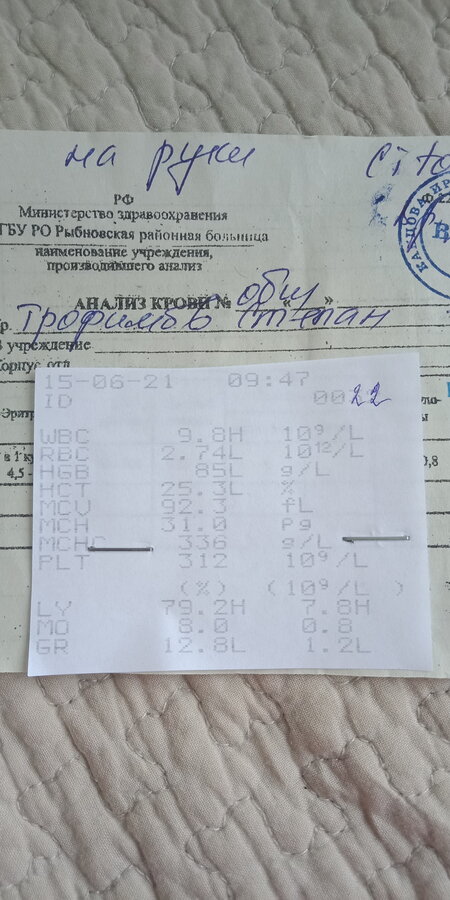 на руки cito
РФ
Министерство здравоохранения
ГБУ РО Рыбновская районная больница
наименование учреждения,
производившего анализ
АНАЛИЗ КРОВИ № общ " "
Трофимов Степан
учреждение
15-06-21 09:47
ID 0022
WBC 9.8H 10⁹/L
RBC 2.74L 10¹²/L
HGB 85L g/L
HCT 25.3L %
MCV 92.3 fL
MCH 31.0 Pg
MCHC 336 g/L
PLT 312 10⁹/L
(%) (10⁹/L )
LY 79.2H 7.8H
MO 8.0 0.8
GR 12.8L 1.2L